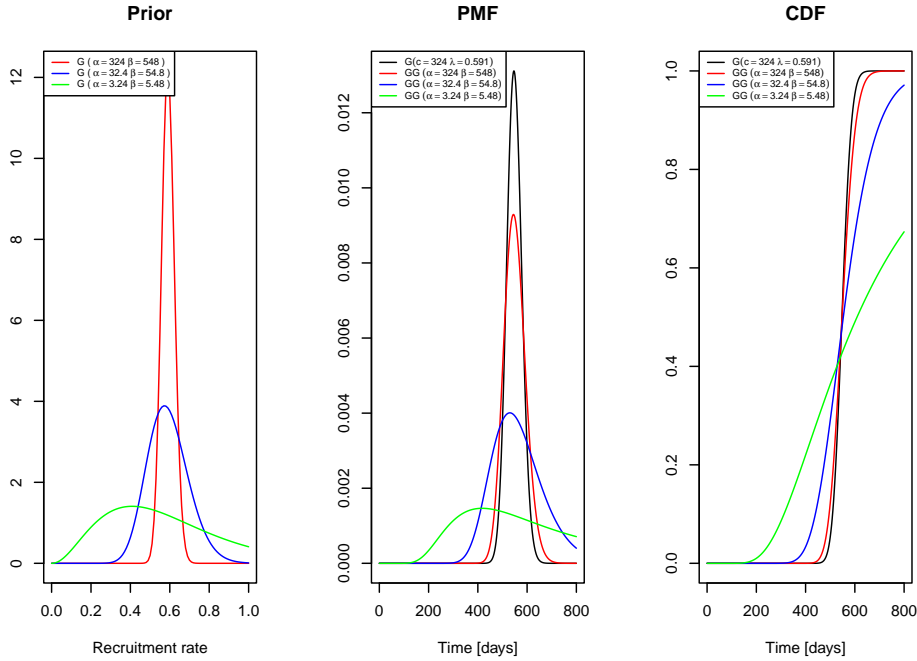 Prior
G ( α = 324 β = 548 )
G ( α = 32.4 β = 54.8 )
G ( α = 3.24 β = 5.48 )
0
2
4
6
8
10
12
0.0
0.2
0.4
0.6
0.8
1.0
Recruitment rate
PMF
G(c = 324 λ = 0.591)
GG ( α = 324 β = 548 )
GG ( α = 32.4 β = 54.8 )
GG ( α = 3.24 β = 5.48 )
0.000
0.002
0.004
0.006
0.008
0.010
0.012
0
200
400
600
800
Time [days]
CDF
G(c = 324 λ = 0.591)
GG ( α = 324 β = 548 )
GG ( α = 32.4 β = 54.8 )
GG ( α = 3.24 β = 5.48 )
0.0
0.2
0.4
0.6
0.8
1.0
0
200
400
600
800
Time [days]